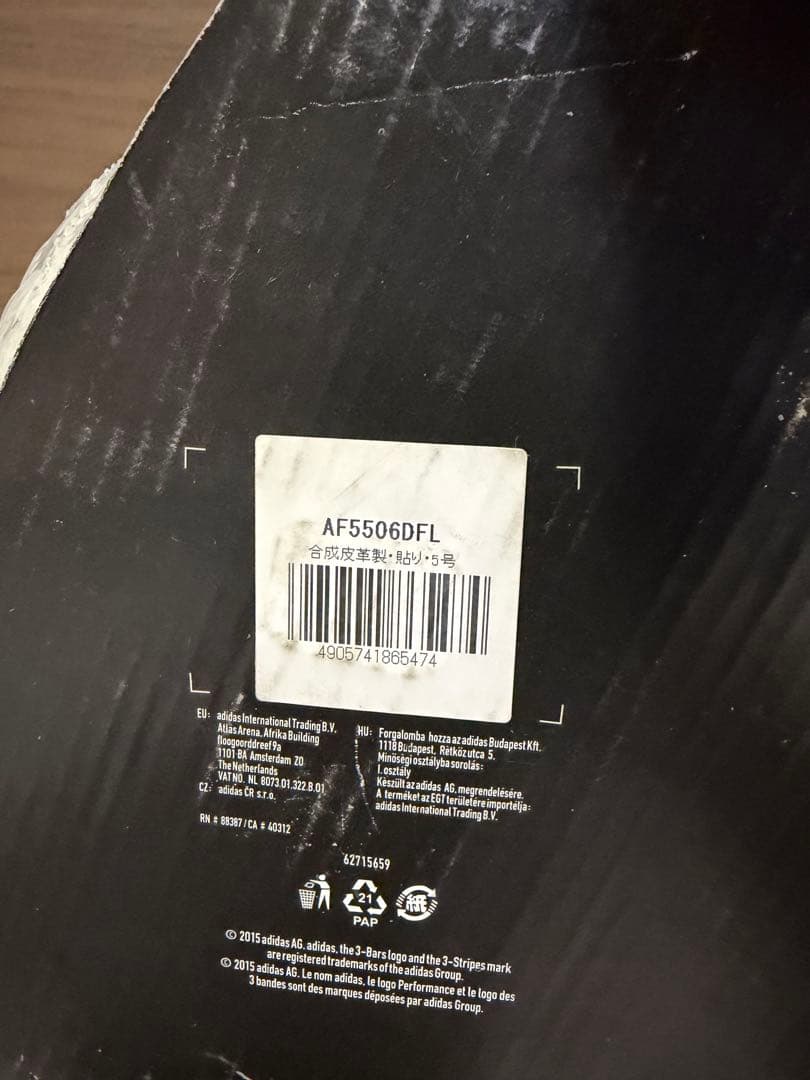 AF5506DFL
合成皮革製・貼り・5号
4905741865474
EU: adidas International Trading B.V.
Atlas Arena, Afrika Building
Hoogoorddreef 9a
1101 BA Amsterdam ZO
The Netherlands
VAT NO. NL 8073.01.322.B.01
CZ: adidas ČR s.r.o.
HU: Forgalomba hozza az adidas Budapest Kft.
1118 Budapest, Rétköz utca 5.
Minőségi osztályba sorolás:
I. osztály
Készült az adidas AG. megrendelésére.
A terméket az EGT területére importélja:
adidas International Trading B.V.
RN # 88387 / CA # 40312
62715659
21
PAP
紙
© 2015 adidas AG. adidas, the 3-Bars logo and the 3-Stripes mark
are registered trademarks of the adidas Group.
© 2015 adidas AG. Le nom adidas, le logo Performance et le logo des
3 bandes sont des marques déposées par adidas Group.